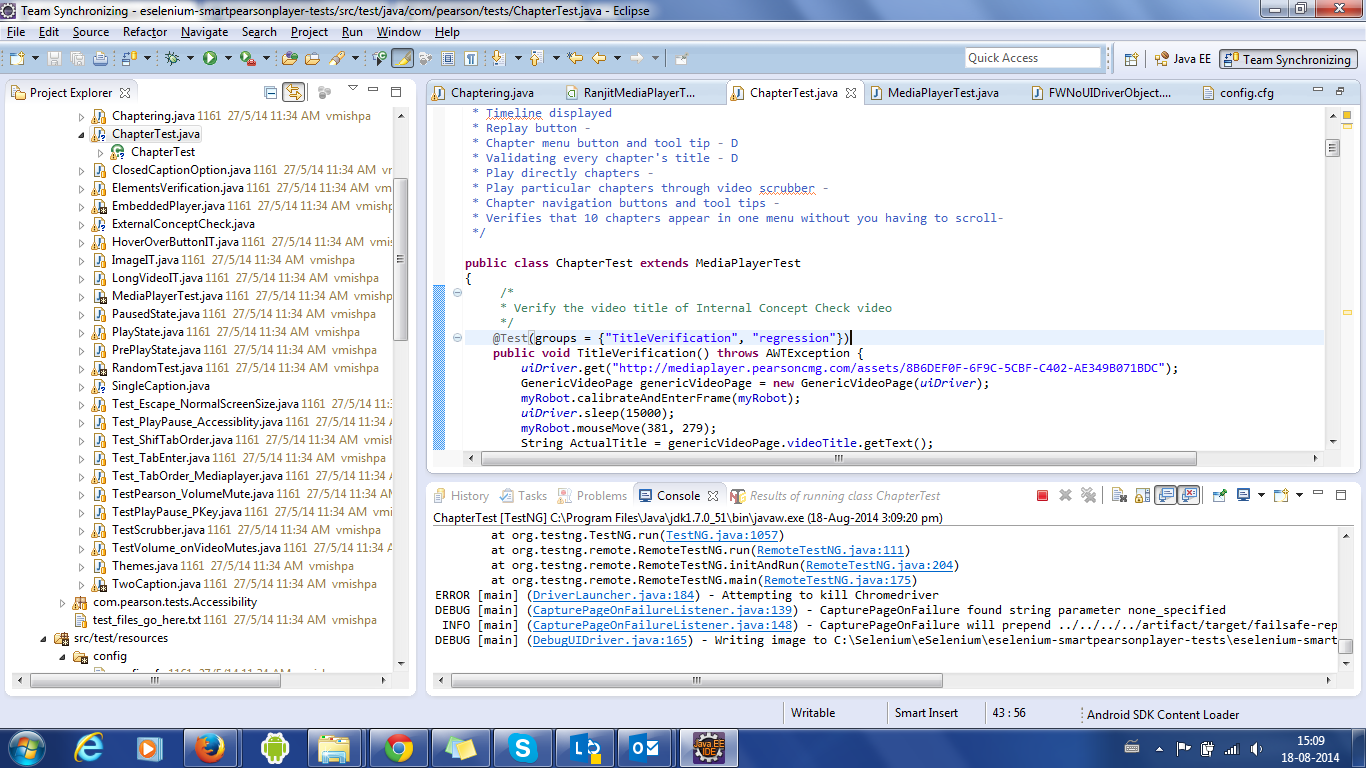 Team Synchronizing - eselenium-smartpearsonplayer-tests/src/test/java/com/pearson/tests/ChapterTest.java - Eclipse
File Edit Source Refactor Navigate Search Project Run Window Help
Quick Access
Java EE
Team Synchronizing
Project Explorer
Chaptering.java 1161 27/5/14 11:34 AM vmishpa
ChapterTest.java
ChapterTest
ClosedCaptionOption.java 1161 27/5/14 11:34 AM vr
ElementsVerification.java 1161 27/5/14 11:34 AM vm
EmbeddedPlayer.java 1161 27/5/14 11:34 AM vmishp
ExternalConceptCheck.java
HoverOverButtonIT.java 1161 27/5/14 11:34 AM vmis
ImageIT.java 1161 27/5/14 11:34 AM vmishpa
LongVideoIT.java 1161 27/5/14 11:34 AM vmishpa
MediaPlayerTest.java 1161 27/5/14 11:34 AM vmishp
PausedState.java 1161 27/5/14 11:34 AM vmishpa
PlayState.java 1161 27/5/14 11:34 AM vmishpa
PrePlayState.java 1161 27/5/14 11:34 AM vmishpa
RandomTest.java 1161 27/5/14 11:34 AM vmishpa
SingleCaption.java
Test_Escape_NormalScreenSize.java 1161 27/5/14 11:
Test_PlayPause_Accessiblity.java 1161 27/5/14 11:34
Test_ShifTabOrder.java 1161 27/5/14 11:34 AM vmish
Test_TabEnter.java 1161 27/5/14 11:34 AM vmishpa
Test_TabOrder_Mediaplayer.java 1161 27/5/14 11:34
TestPearson_VolumeMute.java 1161 27/5/14 11:34 AM
TestPlayPause_PKey.java 1161 27/5/14 11:34 AM vmis
TestScrubber.java 1161 27/5/14 11:34 AM vmishpa
TestVolume_onVideoMutes.java 1161 27/5/14 11:34 A
Themes.java 1161 27/5/14 11:34 AM vmishpa
TwoCaption.java 1161 27/5/14 11:34 AM vmishpa
com.pearson.tests.Accessibility
test_files_go_here.txt 1161 27/5/14 11:34 AM vmishpa
src/test/resources
config
Chaptering.java
RanjitMediaPlayerT...
ChapterTest.java
MediaPlayerTest.java
FWNoUIDriverObject....
config.cfg
* Timeline displayed
* Replay button -
* Chapter menu button and tool tip - D
* Validating every chapter's title - D
* Play directly chapters -
* Play particular chapters through video scrubber -
* Chapter navigation buttons and tool tips -
* Verifies that 10 chapters appear in one menu without you having to scroll-
*/
public class ChapterTest extends MediaPlayerTest
{
/*
* Verify the video title of Internal Concept Check video
*/
@Test(groups = {"TitleVerification", "regression"})
public void TitleVerification() throws AWTException {
uiDriver.get("http://mediaplayer.pearsoncmg.com/assets/8B6DEF0F-6F9C-5CBF-C402-AE349B071BDC");
GenericVideoPage genericVideoPage = new GenericVideoPage(uiDriver);
myRobot.calibrateAndEnterFrame(myRobot);
uiDriver.sleep(15000);
myRobot.mouseMove(381, 279);
String ActualTitle = genericVideoPage.videoTitle.getText();
History Tasks Problems Console Results of running class ChapterTest
ChapterTest [TestNG] C:\Program Files\Java\jdk1.7.0_51\bin\javaw.exe (18-Aug-2014 3:09:20 pm)
at org.testng.TestNG.run(TestNG.java:1057)
at org.testng.remote.RemoteTestNG.run(RemoteTestNG.java:111)
at org.testng.remote.RemoteTestNG.initAndRun(RemoteTestNG.java:204)
at org.testng.remote.RemoteTestNG.main(RemoteTestNG.java:175)
ERROR [main] (DriverLauncher.java:184) - Attempting to kill Chromedriver
DEBUG [main] (CapturePageOnFailureListener.java:139) - CapturePageOnFailure found string parameter none_specified
INFO [main] (CapturePageOnFailureListener.java:148) - CapturePageOnFailure will prepend ../../../../artifact/target/failsafe-rep
DEBUG [main] (DebugUIDriver.java:165) - Writing image to C:\Selenium\eSelenium\eselenium-smartpearsonplayer-tests\eselenium-smart
Writable
Smart Insert
43 : 56
Android SDK Content Loader
Java EE
IDE
15:09
18-08-2014